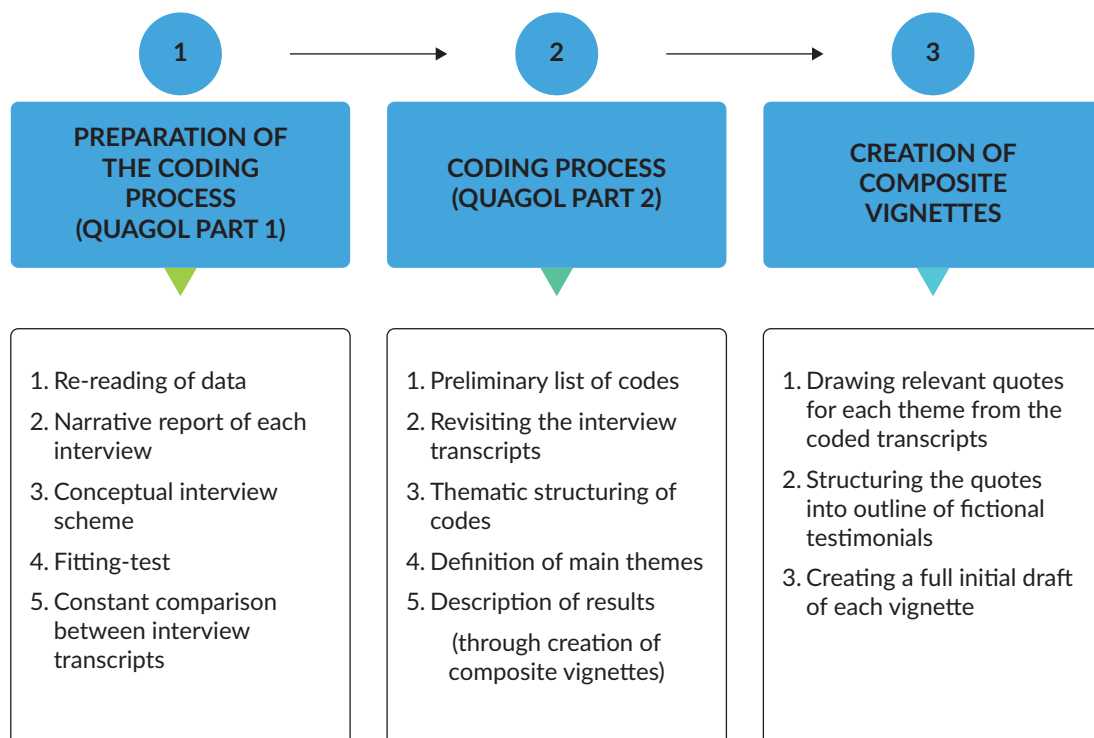 1
2
3
PREPARATION OF
THE CODING
PROCESS
(QUAGOL PART 1)
CODING PROCESS
(QUAGOL PART 2)
CREATION OF
COMPOSITE
VIGNETTES
1. Re-reading of data
2. Narrative report of each
interview
3. Conceptual interview
scheme
4. Fitting-test
5. Constant comparison
between interview
transcripts
1. Preliminary list of codes
2. Revisiting the interview
transcripts
3. Thematic structuring of
codes
4. Definition of main themes
5. Description of results
(through creation of
composite vignettes)
1. Drawing relevant quotes
for each theme from the
coded transcripts
2. Structuring the quotes
into outline of fictional
testimonials
3. Creating a full initial draft
of each vignette